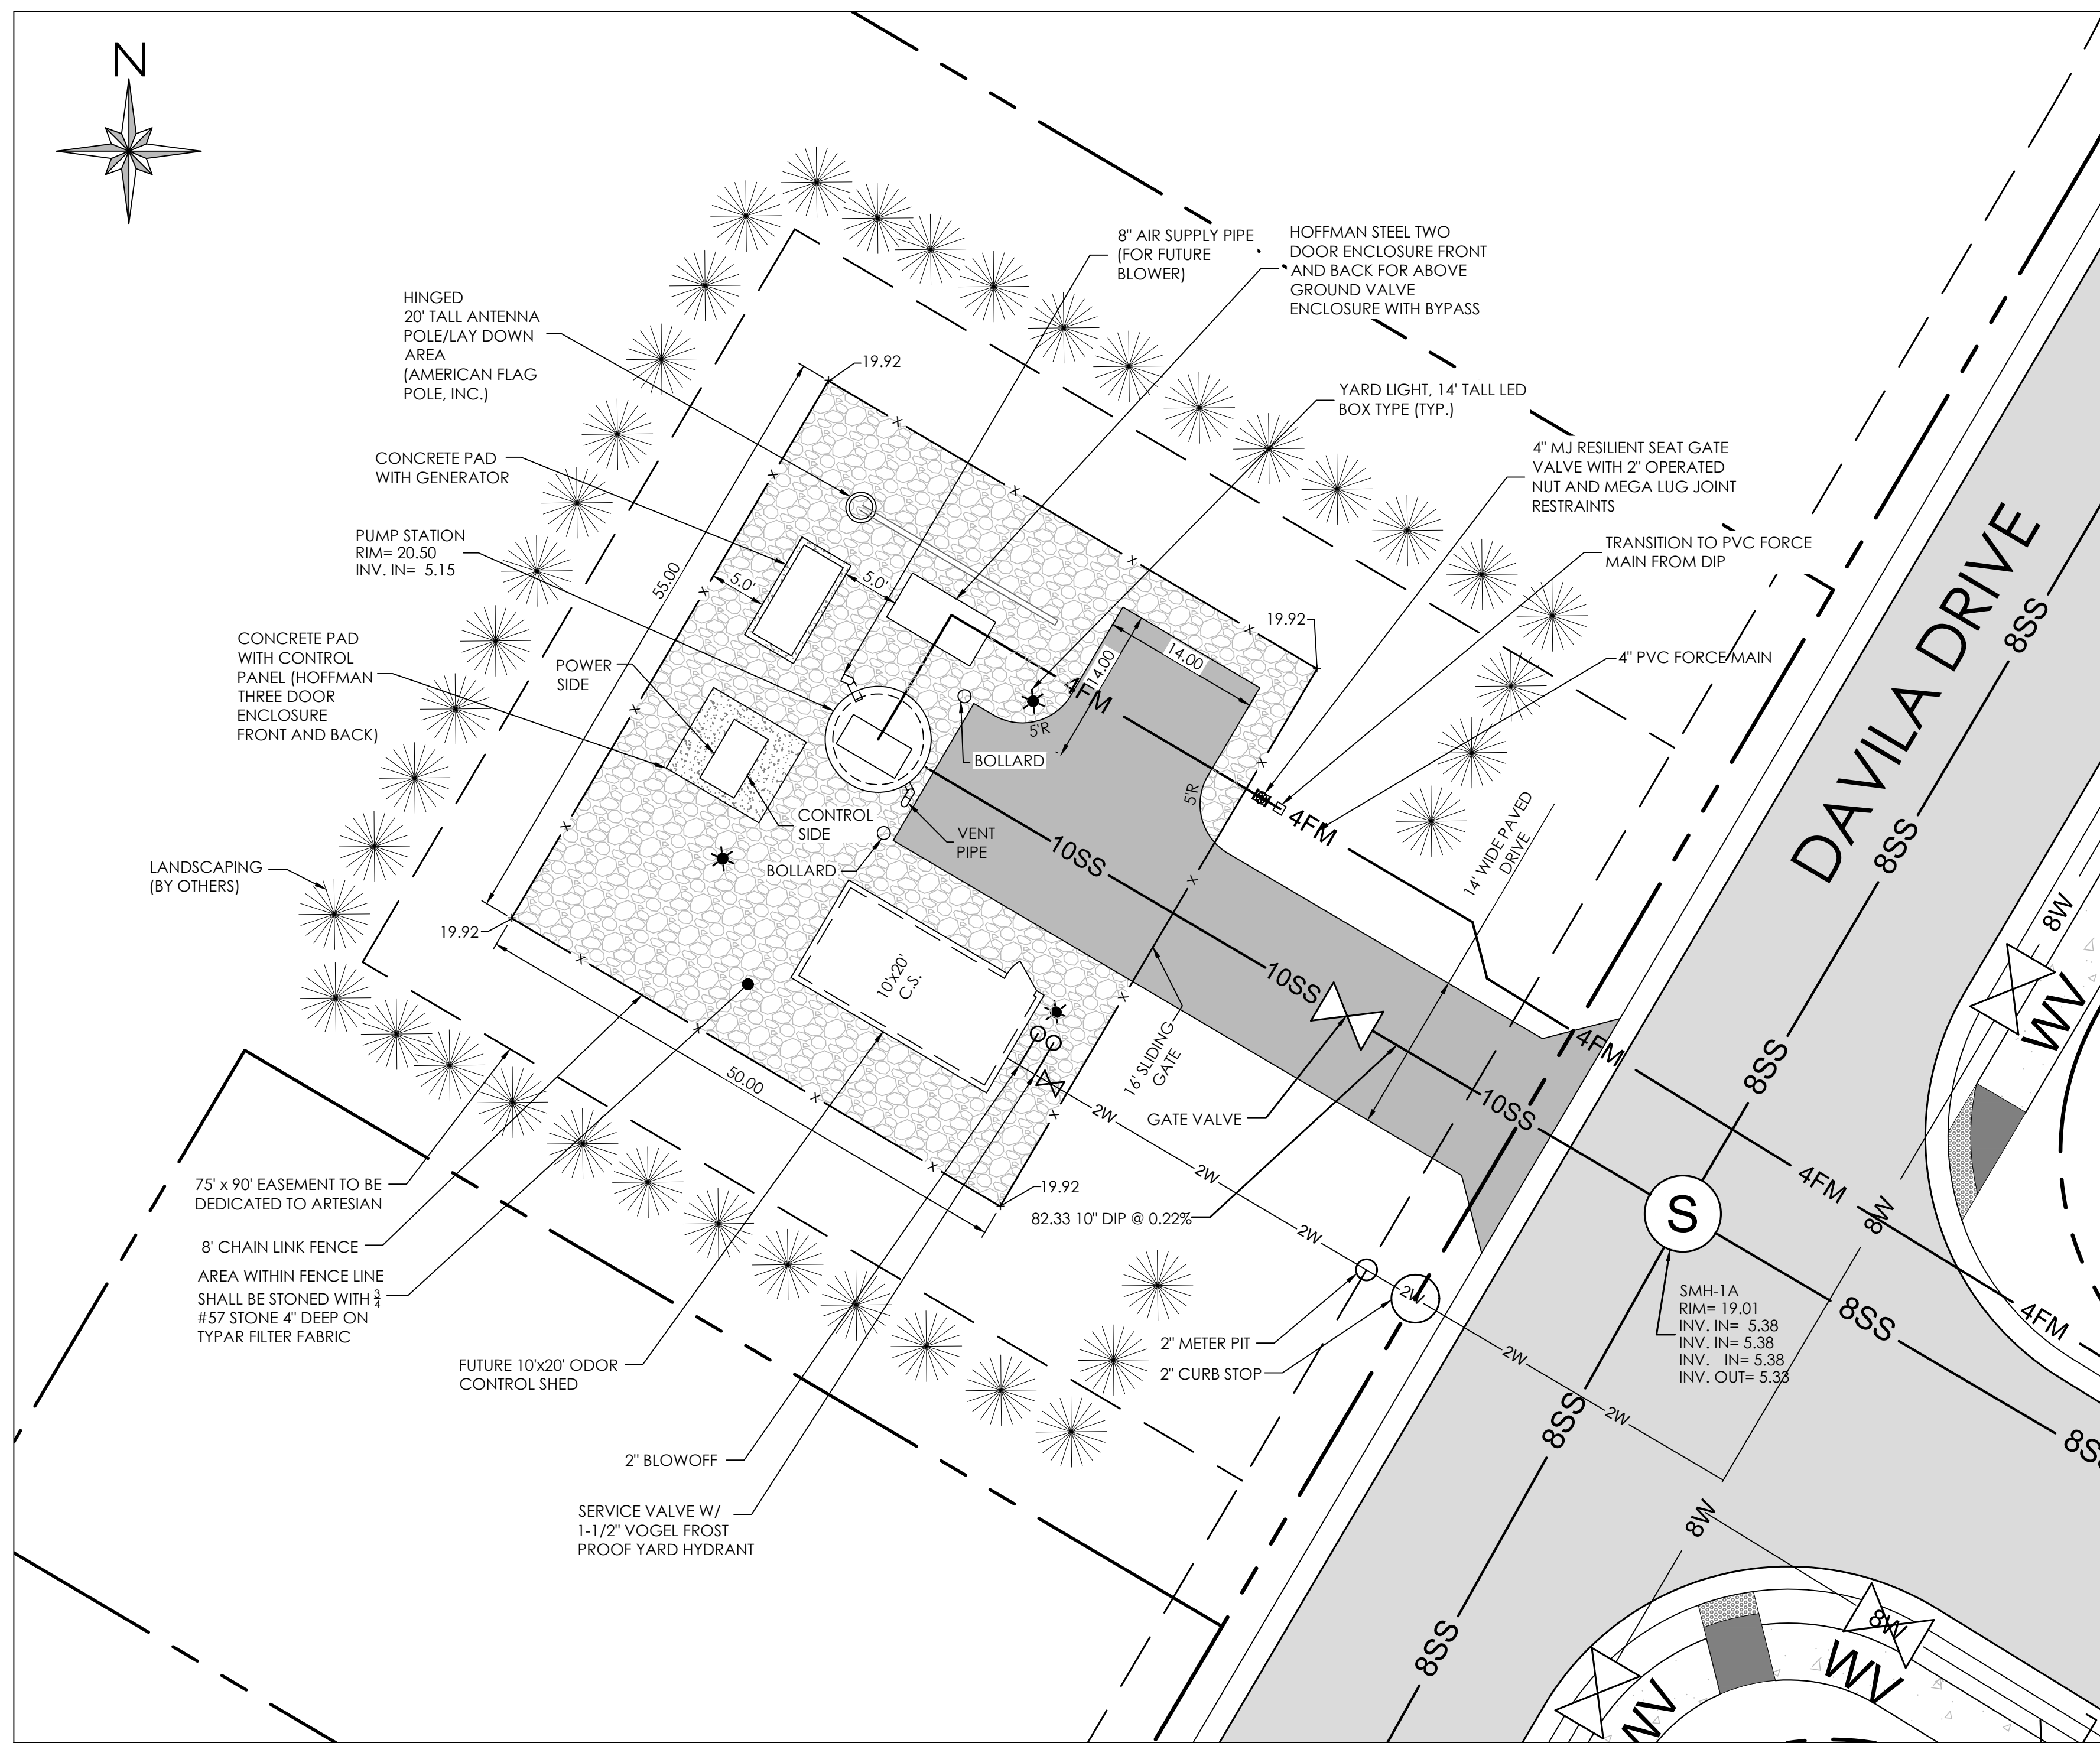 N
8" AIR SUPPLY PIPE
(FOR FUTURE
BLOWER)
HOFFMAN STEEL TWO
DOOR ENCLOSURE FRONT
AND BACK FOR ABOVE
GROUND VALVE
ENCLOSURE WITH BYPASS
HINGED
20' TALL ANTENNA
POLE/LAY DOWN
AREA
(AMERICAN FLAG
POLE, INC.)
19.92
YARD LIGHT, 14' TALL LED
BOX TYPE (TYP.)
4" MJ RESILIENT SEAT GATE
VALVE WITH 2" OPERATED
NUT AND MEGA LUG JOINT
RESTRAINTS
CONCRETE PAD
WITH GENERATOR
PUMP STATION
RIM= 20.50
INV. IN= 5.15
TRANSITION TO PVC FORCE
MAIN FROM DIP
55.00
5.0'
5.0'
19.92
4" PVC FORCE MAIN
DAVILA DRIVE
8SS
8SS
8SS
CONCRETE PAD
WITH CONTROL
PANEL (HOFFMAN
THREE DOOR
ENCLOSURE
FRONT AND BACK)
POWER
SIDE
14.00
14.00
4FM
5'R
BOLLARD
5'R
4FM
CONTROL
SIDE
BOLLARD
VENT
PIPE
10SS
14' WIDE PAVED
DRIVE
LANDSCAPING
(BY OTHERS)
19.92
10'x20'
C.S.
10SS
16' SLIDING
GATE
4FM
8W
WV
50.00
2W
GATE VALVE
10SS
2W
75' x 90' EASEMENT TO BE
DEDICATED TO ARTESIAN
19.92
82.33 10" DIP @ 0.22%
2W
S
4FM
8W
8' CHAIN LINK FENCE
AREA WITHIN FENCE LINE
SHALL BE STONED WITH 3/4
#57 STONE 4" DEEP ON
TYPAR FILTER FABRIC
2W
SMH-1A
RIM= 19.01
INV. IN= 5.38
INV. IN= 5.38
INV. IN= 5.38
INV. OUT= 5.33
8SS
4FM
2" METER PIT
2" CURB STOP
2W
FUTURE 10'x20' ODOR
CONTROL SHED
8SS
2W
8SS
2" BLOWOFF
SERVICE VALVE W/
1-1/2" VOGEL FROST
PROOF YARD HYDRANT
8W
8SS
8W
WV
WV